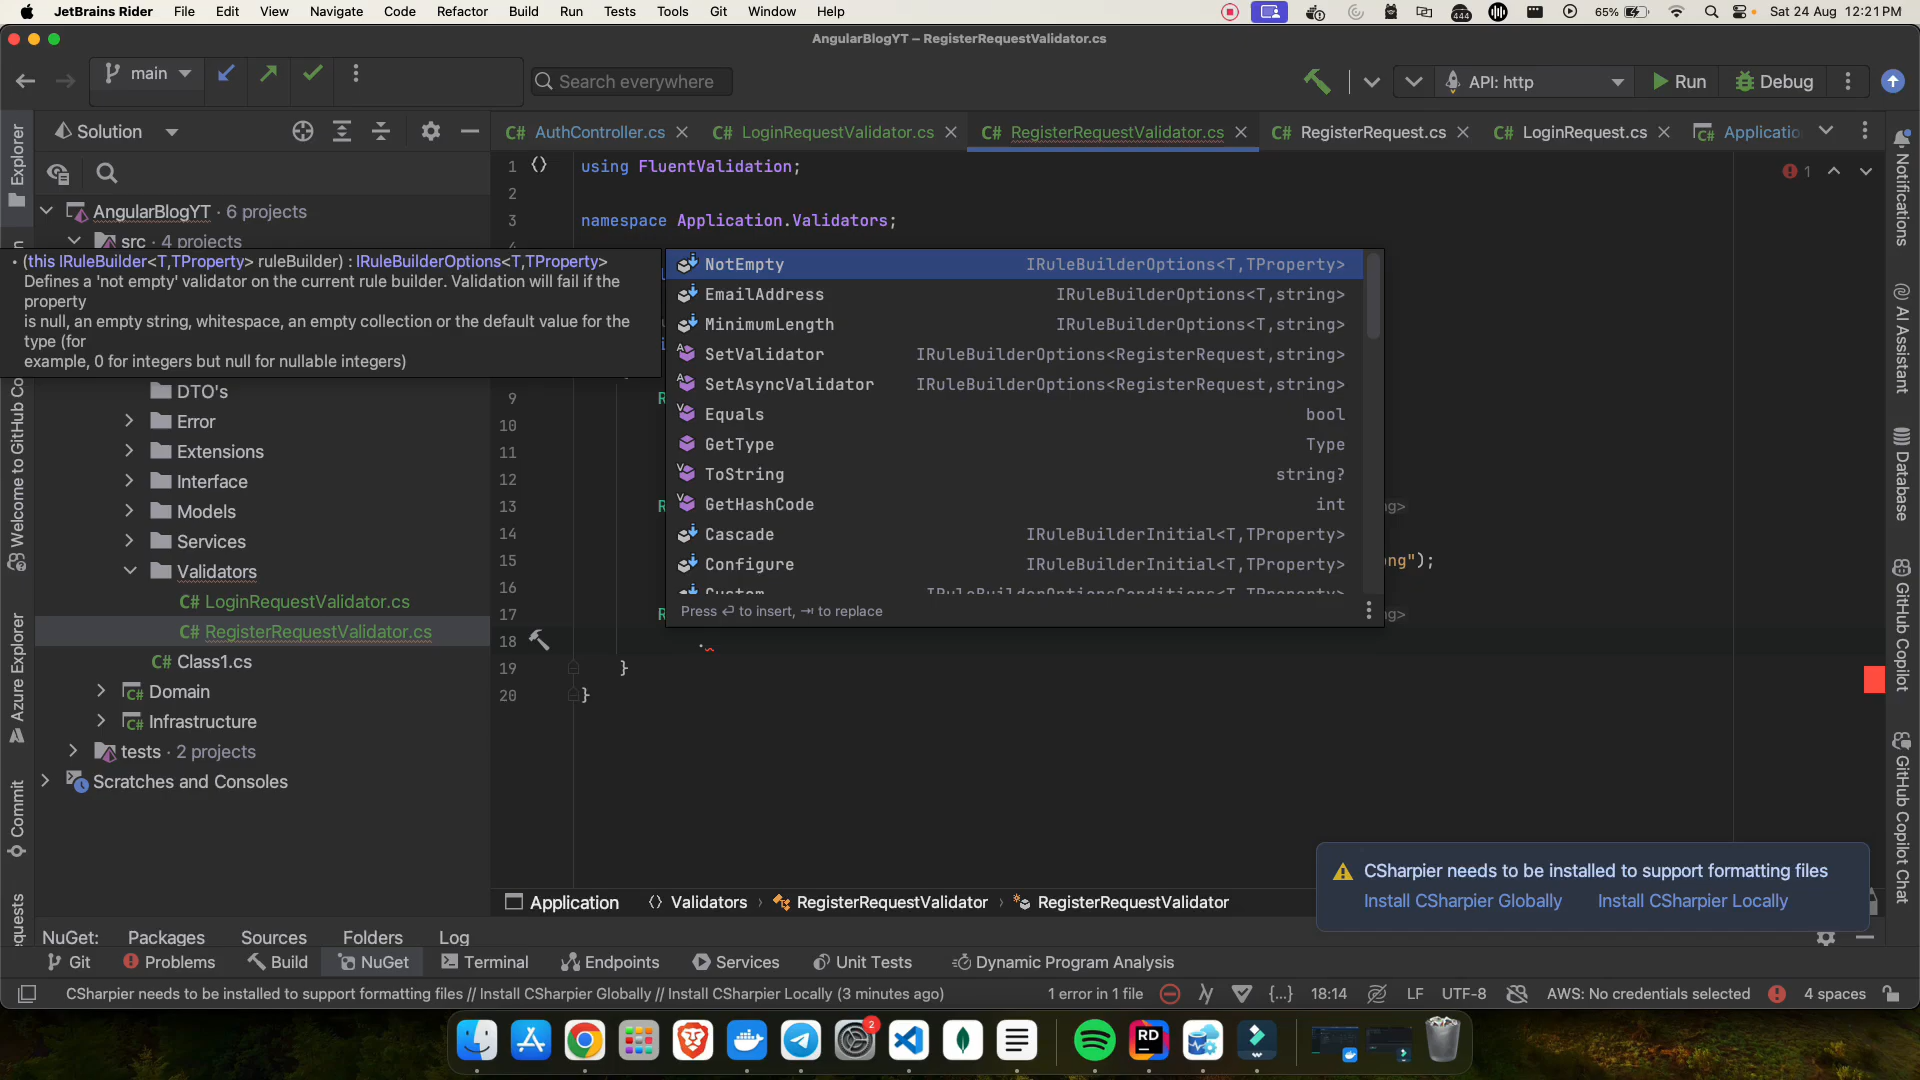 JetBrains Rider File Edit View Navigate Code Refactor Build Run Tests Tools Git Window Help 444 65% Sat 24 Aug 12:21 PM
AngularBlogYT – RegisterRequestValidator.cs
main Search everywhere API: http Run Debug
Solution AuthController.cs LoginRequestValidator.cs RegisterRequestValidator.cs RegisterRequest.cs LoginRequest.cs Applicatio
1 using FluentValidation; 1
2
3 namespace Application.Validators;
AngularBlogYT · 6 projects
src · 4 projects
• (this IRuleBuilder<T,TProperty> ruleBuilder) : IRuleBuilderOptions<T,TProperty>
Defines a 'not empty' validator on the current rule builder. Validation will fail if the
property
is null, an empty string, whitespace, an empty collection or the default value for the
type (for
example, 0 for integers but null for nullable integers)
NotEmpty IRuleBuilderOptions<T,TProperty>
EmailAddress IRuleBuilderOptions<T,string>
MinimumLength IRuleBuilderOptions<T,string>
SetValidator IRuleBuilderOptions<RegisterRequest,string>
SetAsyncValidator IRuleBuilderOptions<RegisterRequest,string>
Equals bool
GetType Type
ToString string?
GetHashCode int
Cascade IRuleBuilderInitial<T,TProperty>
Configure IRuleBuilderInitial<T,TProperty>
Custom IRuleBuilderOptionsConditions<T,TProperty>
Press ⏎ to insert, ⇥ to replace
DTO's
Error
Extensions
Interface
Models
Services
Validators
LoginRequestValidator.cs
RegisterRequestValidator.cs
Class1.cs
Domain
Infrastructure
tests · 2 projects
Scratches and Consoles
9 R
10
11
12
13 R g>
14
15 ng");
16
17 R g>
18 .
19 }
20 }
Explorer
Welcome to GitHub Co
Azure Explorer
Commit
quests
Notifications
AI Assistant
Database
GitHub Copilot
GitHub Copilot Chat
CSharpier needs to be installed to support formatting files
Install CSharpier Globally Install CSharpier Locally
Application Validators › RegisterRequestValidator › RegisterRequestValidator
NuGet: Packages Sources Folders Log
Git Problems Build NuGet Terminal Endpoints Services Unit Tests Dynamic Program Analysis
CSharpier needs to be installed to support formatting files // Install CSharpier Globally // Install CSharpier Locally (3 minutes ago) 1 error in 1 file {...} 18:14 LF UTF-8 AWS: No credentials selected 4 spaces
2
RD